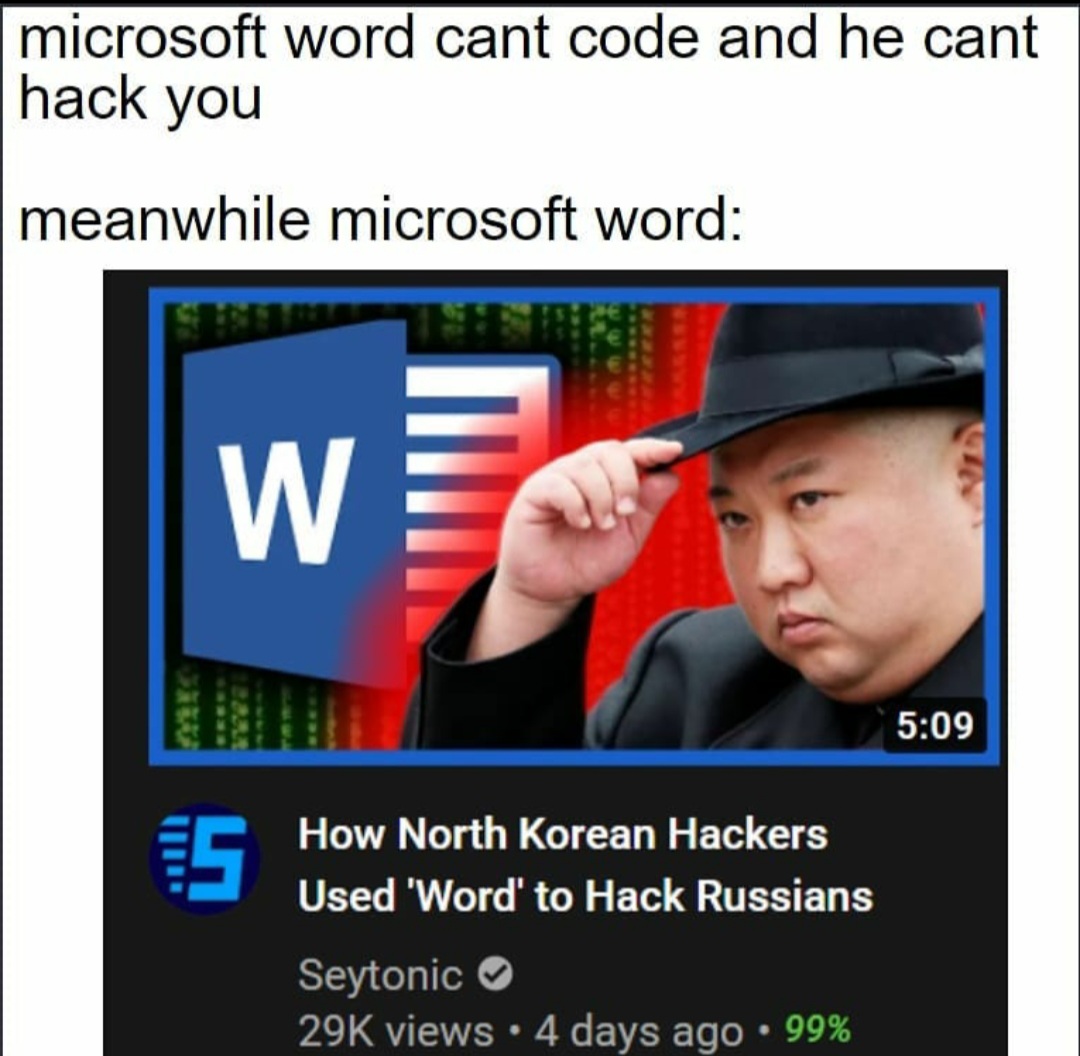 microsoft word cant code and he cant
hack you
meanwhile microsoft word:
W
5:09
How North Korean Hackers
Used 'Word' to Hack Russians
Seytonic
29K views • 4 days ago • 99%